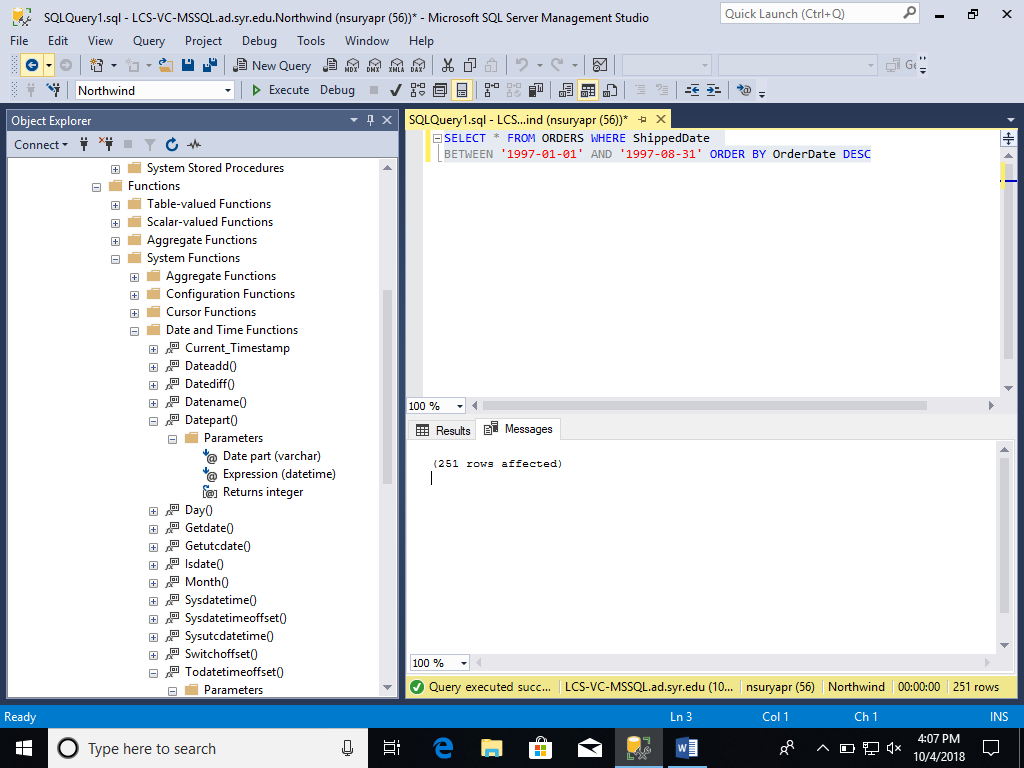 SQLQuery1.sql - LCS-VC-MSSQL.ad.syr.edu.Northwind (nsuryapr (56))* - Microsoft SQL Server Management Studio
Quick Launch (Ctrl+Q)
File Edit View Query Project Debug Tools Window Help
New Query MDX DMX XMLA DAX
Northwind Execute Debug
Object Explorer
Connect
System Stored Procedures
Functions
Table-valued Functions
Scalar-valued Functions
Aggregate Functions
System Functions
Aggregate Functions
Configuration Functions
Cursor Functions
Date and Time Functions
Current_Timestamp
Dateadd()
Datediff()
Datename()
Datepart()
Parameters
Date part (varchar)
Expression (datetime)
Returns integer
Day()
Getdate()
Getutcdate()
Isdate()
Month()
Sysdatetime()
Sysdatetimeoffset()
Sysutcdatetime()
Switchoffset()
Todatetimeoffset()
Parameters
SQLQuery1.sql - LCS...ind (nsuryapr (56))*
SELECT * FROM ORDERS WHERE ShippedDate
BETWEEN '1997-01-01' AND '1997-08-31' ORDER BY OrderDate DESC
100 %
Results Messages
(251 rows affected)
100 %
Query executed succ... LCS-VC-MSSQL.ad.syr.edu (10... nsuryapr (56) Northwind 00:00:00 251 rows
Ready Ln 3 Col 1 Ch 1 INS
Type here to search
4:07 PM
10/4/2018